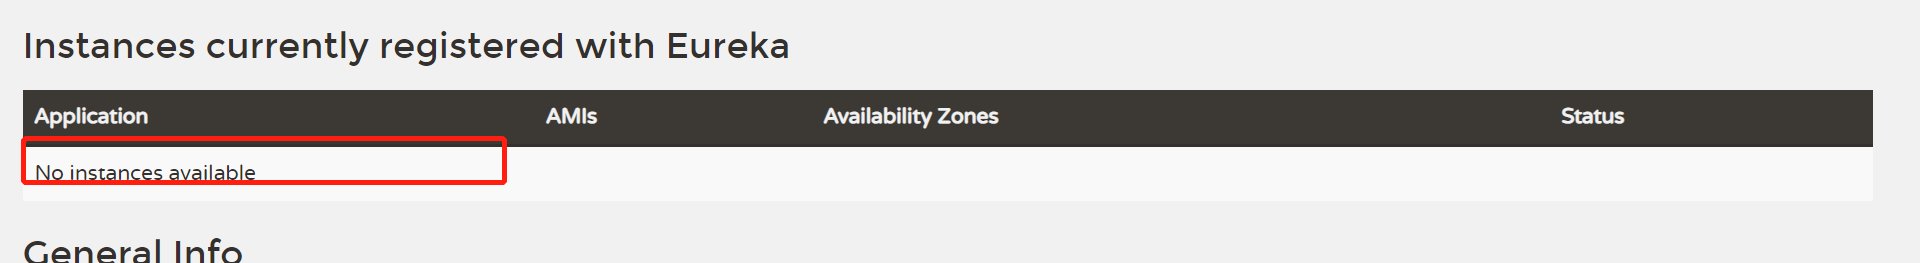 Instances currently registered with Eureka
Application AMIs Availability Zones Status
No instances available
General Info